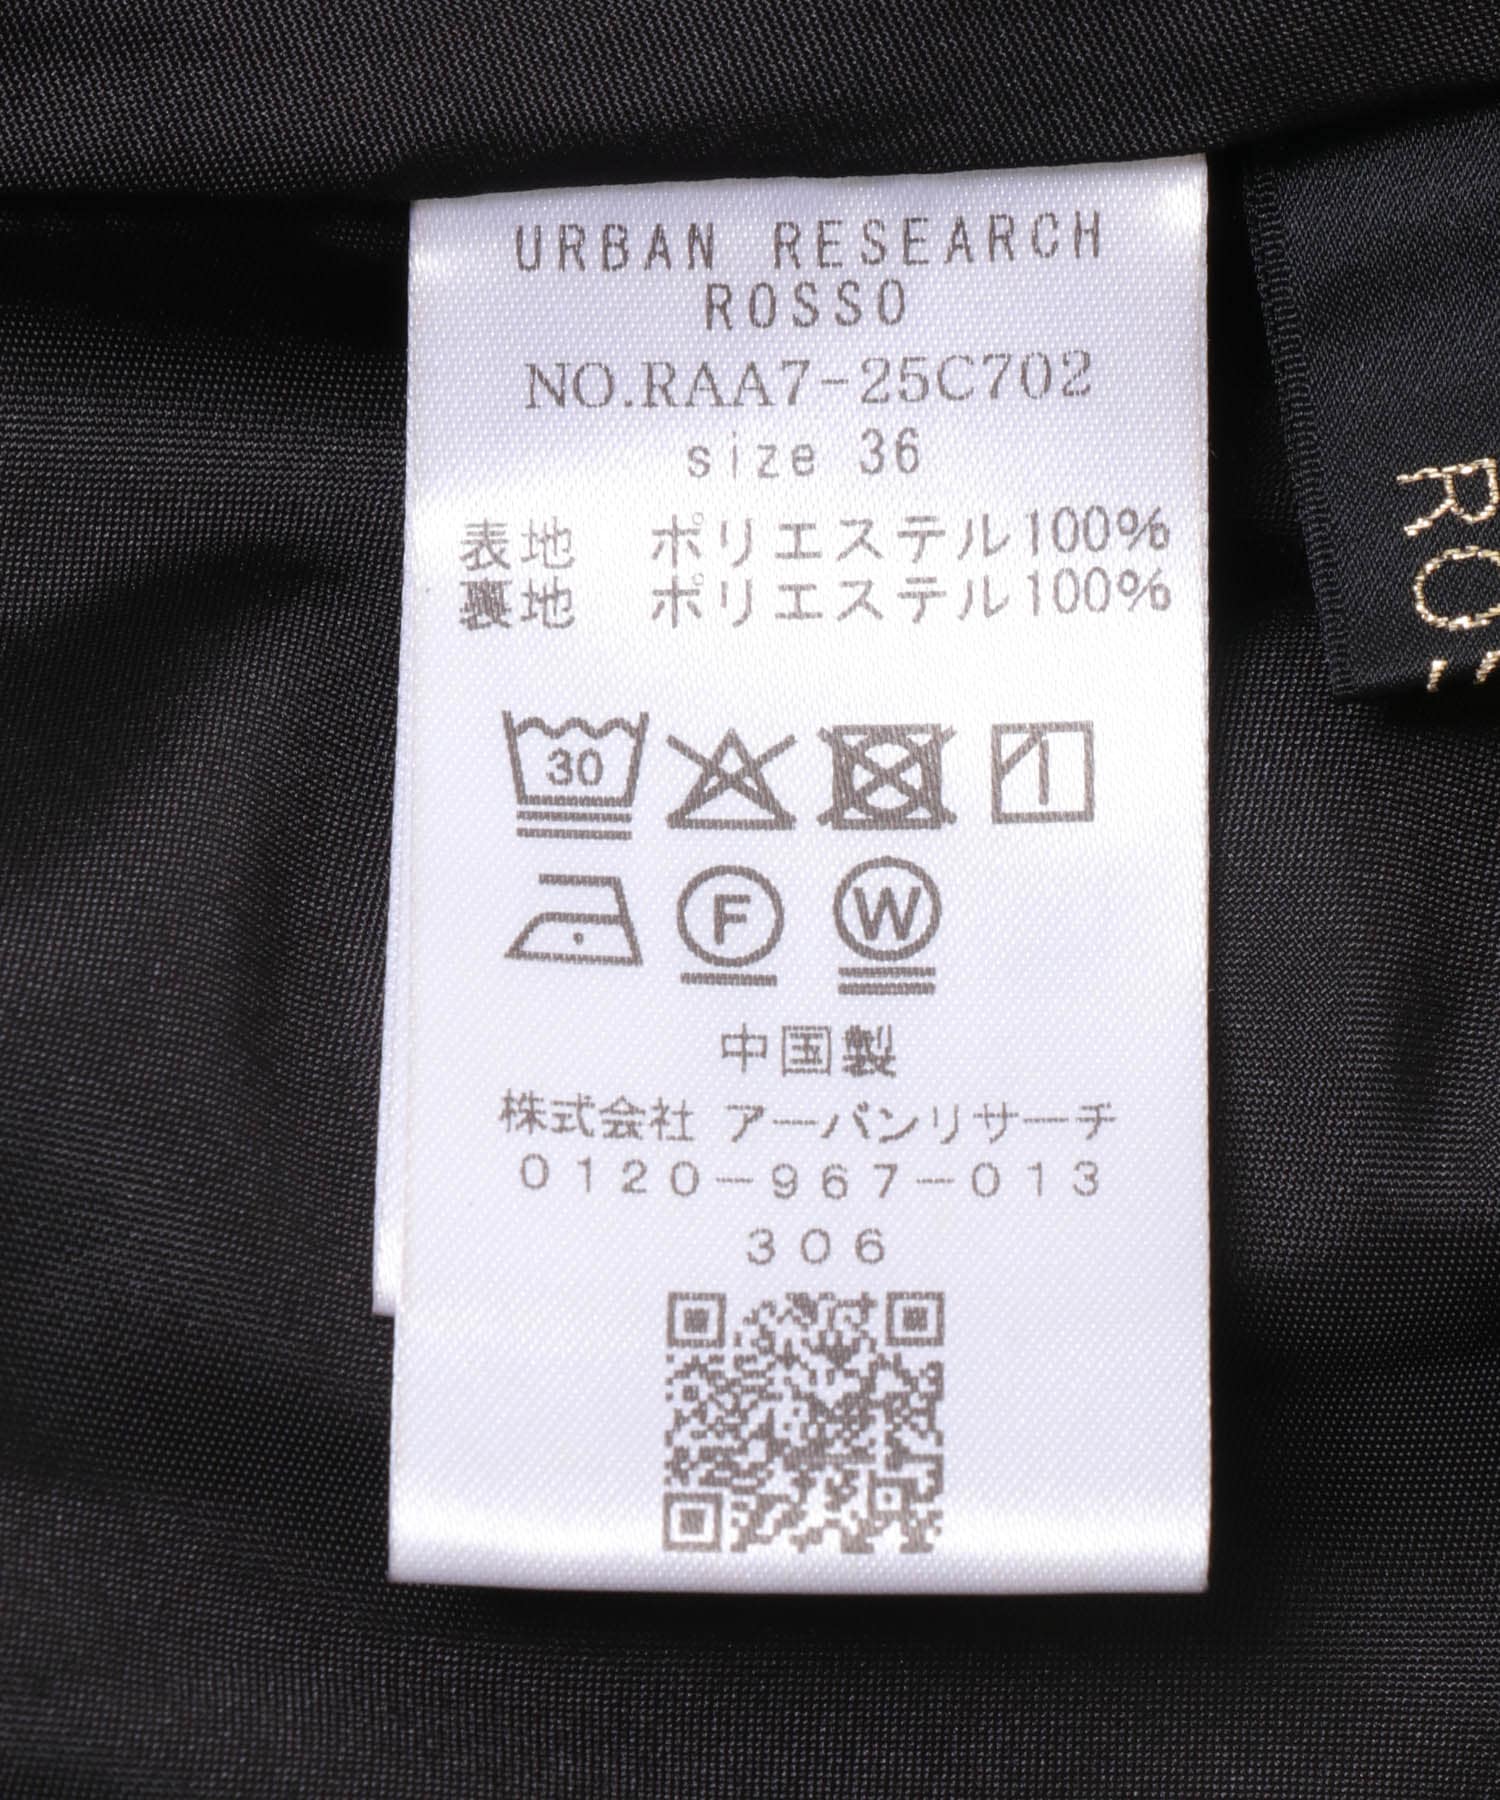 URBAN RESEARCH
ROSSO
NO.RAA7-25C702
size 36
表地 ポリエステル100%
裏地 ポリエステル100%
30
F
W
中国製
株式会社 アーバンリサーチ
0120-967-013
306